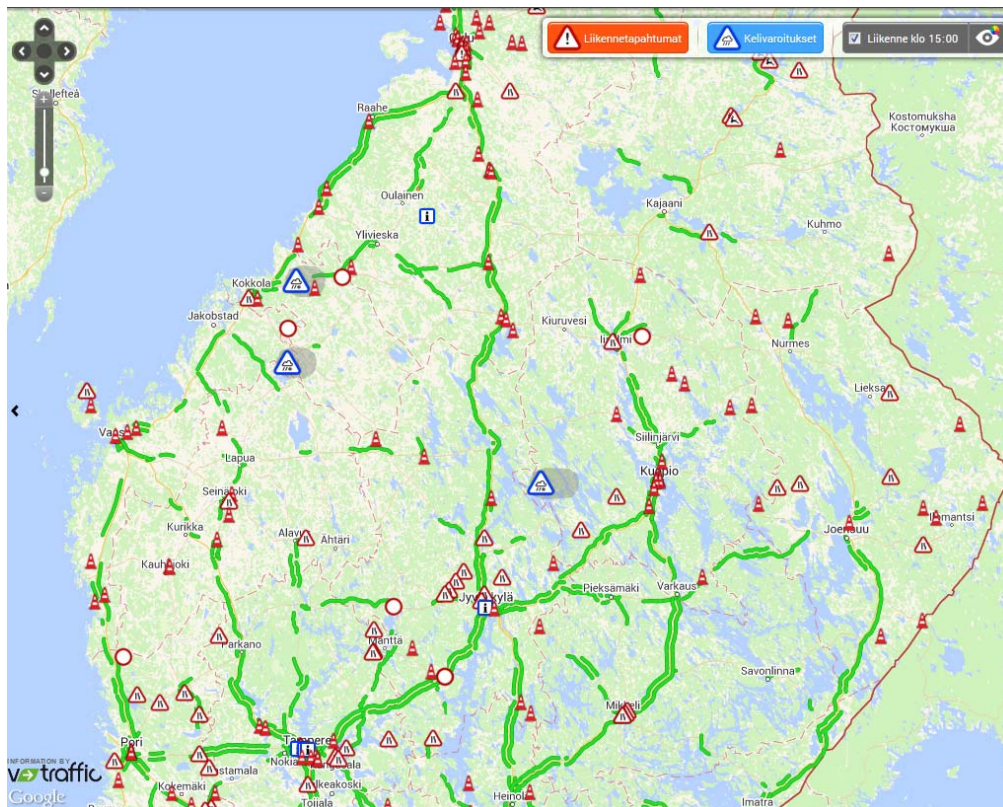 Liikennetapahtumat
Kelivaroitukset
Liikenne klo 15:00
Skellefteå
Raahe
Kostomuksha
Костомукша
Oulainen
Kajaani
Kuhmo
Ylivieska
Kokkola
Jakobstad
Kiuruvesi
Nurmes
Lieksa
Siilinjärvi
Kuopio
Lapua
Seinäjoki
Kurikka
Alavus
Ähtäri
Joensuu
Ilomantsi
Kauhajoki
Jyväskylä
Pieksämäki
Varkaus
Parkano
Mänttä
Savonlinna
Mikkeli
Pori
Tampere
Nokia
Kangasala
INFORMATION BY
v traffic
Google
Kokemäki
Toijala
Heinola
Imatra